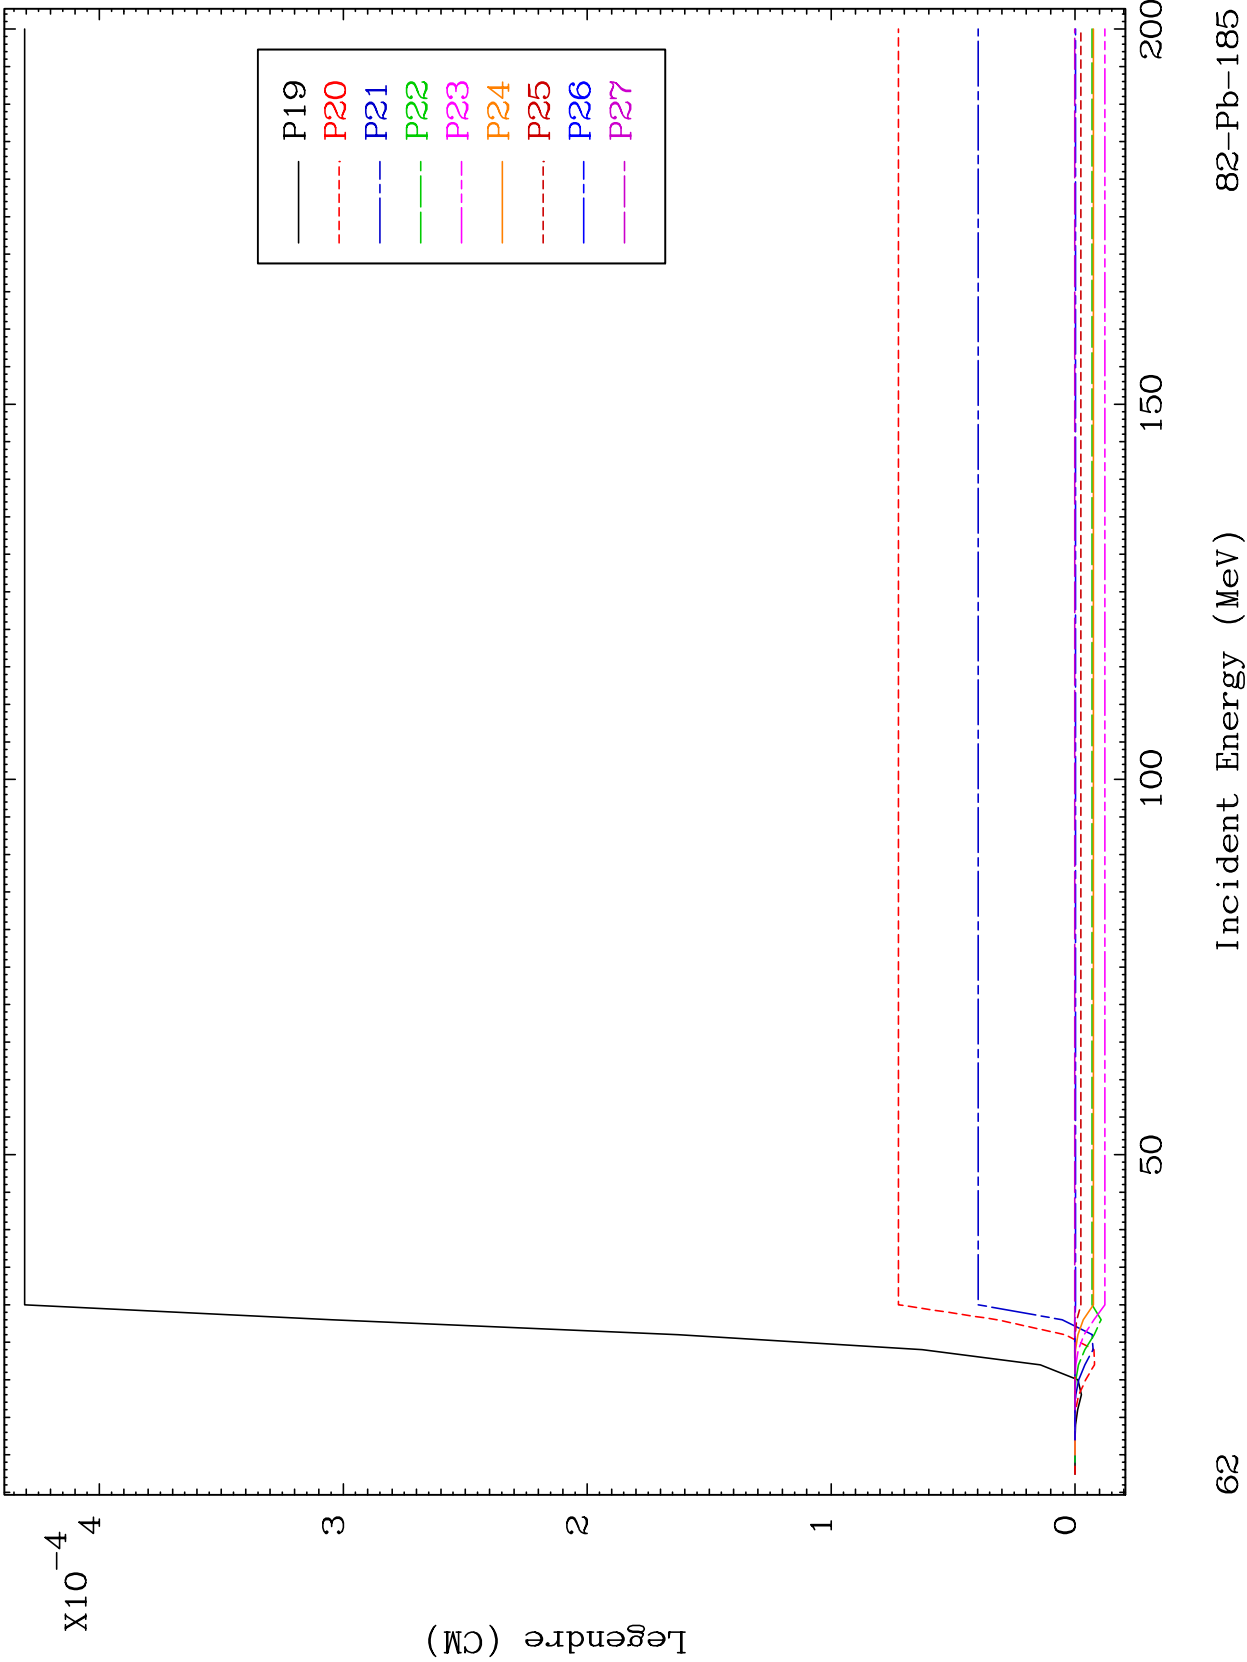 X10-4
4
3
2
1
0
Legendre (CM)
P19
P20
P21
P22
P23
P24
P25
P26
P27
50
100
150
200
Incident Energy (MeV)
62
82-Pb-185